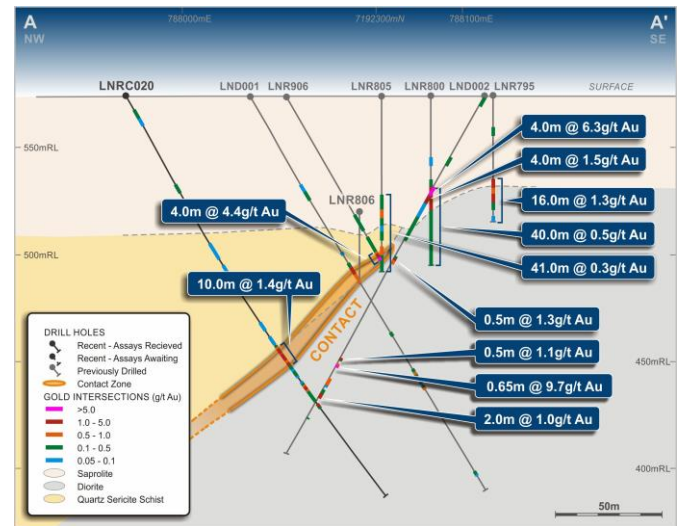 A
NW
788000mE
7192300mN
788100mE
A'
SE
LNRC020
LND001
LNR906
LNR805
LNR800
LND002
LNR795
SURFACE
550mRL
4.0m @ 6.3g/t Au
4.0m @ 1.5g/t Au
LNR806
4.0m @ 4.4g/t Au
16.0m @ 1.3g/t Au
500mRL
40.0m @ 0.5g/t Au
41.0m @ 0.3g/t Au
10.0m @ 1.4g/t Au
CONTACT
0.5m @ 1.3g/t Au
0.5m @ 1.1g/t Au
450mRL
0.65m @ 9.7g/t Au
2.0m @ 1.0g/t Au
400mRL
DRILL HOLES
Recent - Assays Recieved
Recent - Assays Awaiting
Previously Drilled
Contact Zone
GOLD INTERSECTIONS (g/t Au)
>5.0
1.0 - 5.0
0.5 - 1.0
0.1 - 0.5
0.05 - 0.1
Saprolite
Diorite
Quartz Sericite Schist
50m